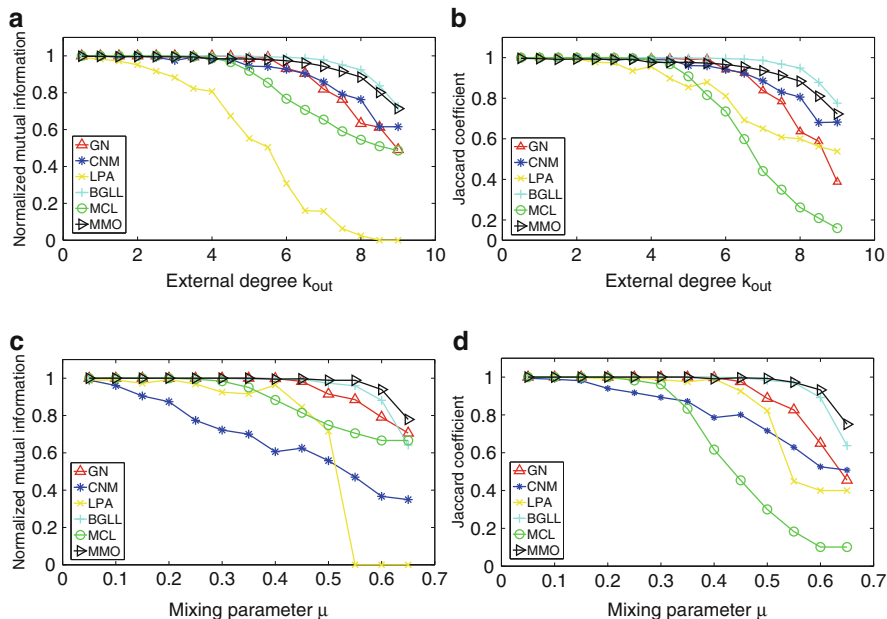 a
Normalized mutual information
1
0.8
0.6
0.4
0.2
0
GN
CNM
LPA
BGLL
MCL
MMO
0 2 4 6 8 10
External degree kout
b
Jaccard coefficient
1
0.8
0.6
0.4
0.2
0
GN
CNM
LPA
BGLL
MCL
MMO
0 2 4 6 8 10
External degree kout
c
Normalized mutual information
1
0.8
0.6
0.4
0.2
0
GN
CNM
LPA
BGLL
MCL
MMO
0 0.1 0.2 0.3 0.4 0.5 0.6 0.7
Mixing parameter μ
d
Jaccard coefficient
1
0.8
0.6
0.4
0.2
0
GN
CNM
LPA
BGLL
MCL
MMO
0 0.1 0.2 0.3 0.4 0.5 0.6 0.7
Mixing parameter μ